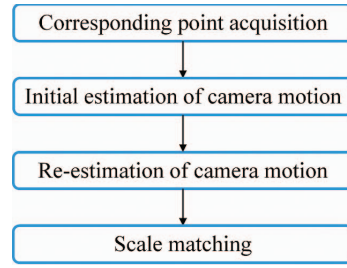 Corresponding point acquisition
Initial estimation of camera motion
Re-estimation of camera motion
Scale matching